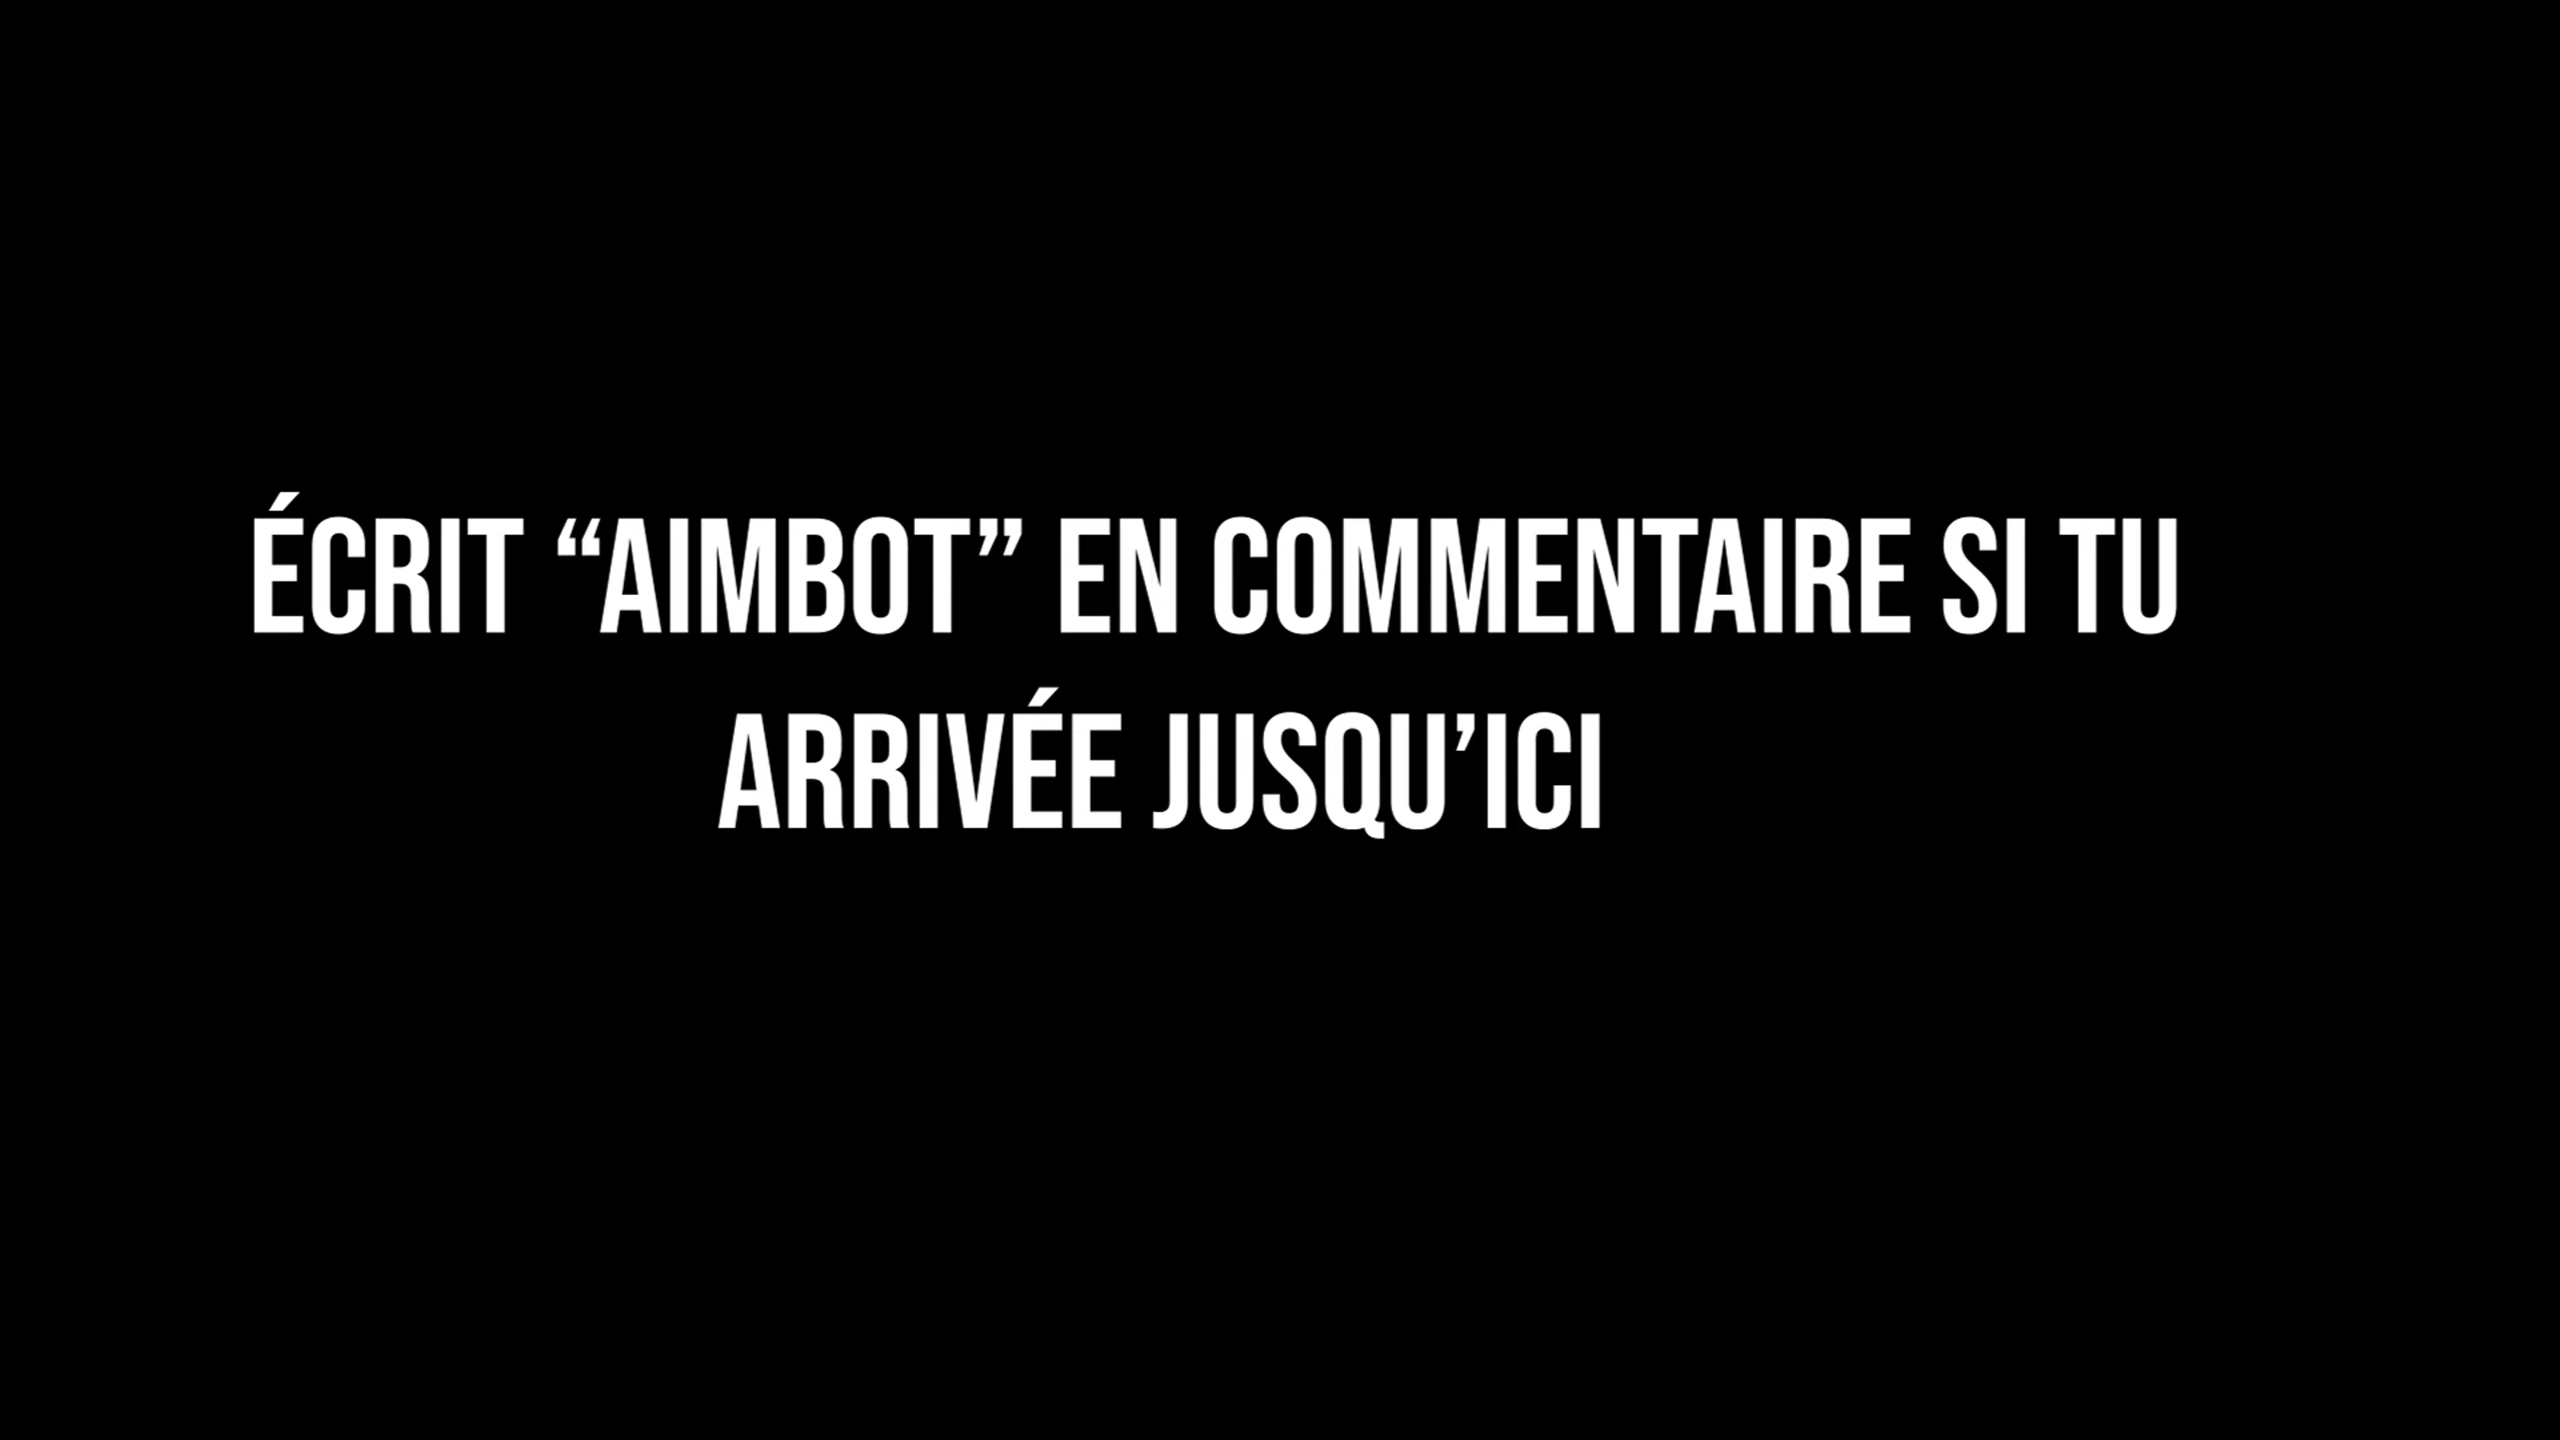 ÉCRIT “AIMBOT” EN COMMENTAIRE SI TU
ARRIVÉE JUSQU’ICI